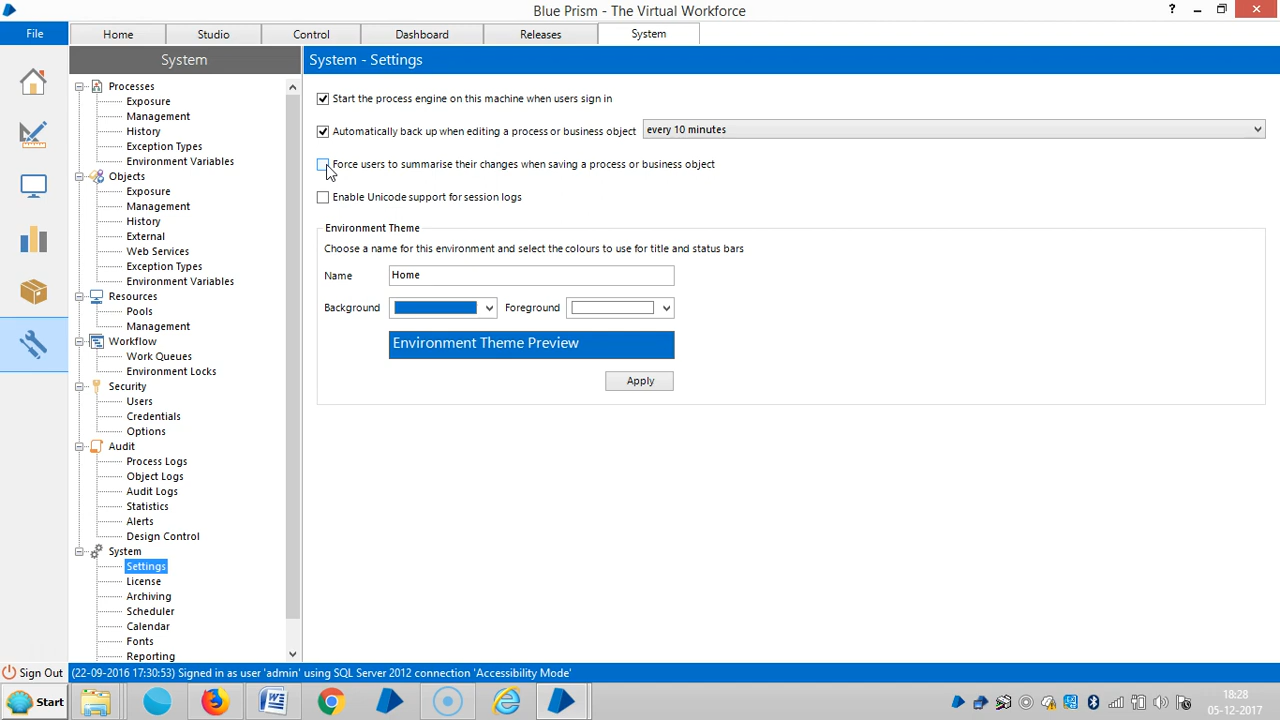 Blue Prism - The Virtual Workforce
?
File
Home
Studio
Control
Dashboard
Releases
System
System
System - Settings
Processes
Exposure
Management
History
Exception Types
Environment Variables
Objects
Exposure
Management
History
External
Web Services
Exception Types
Environment Variables
Resources
Pools
Management
Workflow
Work Queues
Environment Locks
Security
Users
Credentials
Options
Audit
Process Logs
Object Logs
Audit Logs
Statistics
Alerts
Design Control
System
Settings
License
Archiving
Scheduler
Calendar
Fonts
Reporting
Start the process engine on this machine when users sign in
Automatically back up when editing a process or business object every 10 minutes
Force users to summarise their changes when saving a process or business object
Enable Unicode support for session logs
Environment Theme
Choose a name for this environment and select the colours to use for title and status bars
Name Home
Background Foreground
Environment Theme Preview
Apply
Sign Out
(22-09-2016 17:30:53) Signed in as user 'admin' using SQL Server 2012 connection 'Accessibility Mode'
Start
18:28
05-12-2017